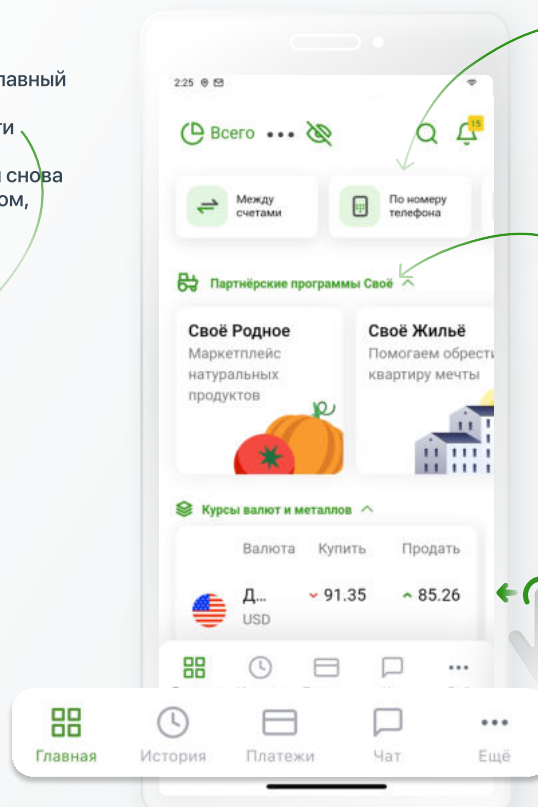 главный
ти
снова
ом,
2:25
Всего
15
Между
счетами
По номеру
телефона
Партнёрские программы Своё
Своё Родное
Маркетплейс
натуральных
продуктов
Своё Жильё
Помогаем обрести
квартиру мечты
Курсы валют и металлов
Валюта Купить Продать
Д... 91.35 85.26
USD
Главная История Платежи Чат Ещё